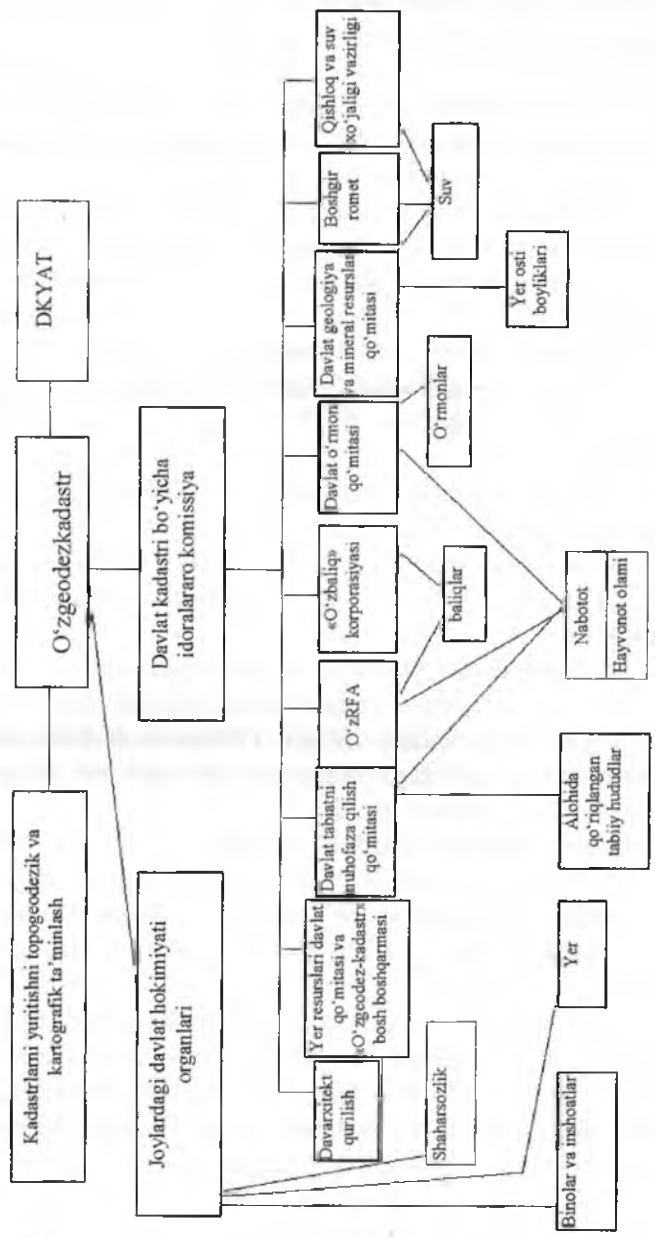 Kadastrlarni yuritishni topogeodezik va
kartografik ta'minlash
O'zgeodezkadastr
DKYAT
Joylardagi davlat hokimiyati
organlari
Davlat kadastri bo'yicha
idoralararo komissiya
Davarxitekt
qurilish
Yer resurslari davlat
qo'mitasi va
«O'zgeodez-kadastr»
bosh boshqarmasi
Davlat tabiatni
muhofaza qilish
qo'mitasi
O'zRFA
«O'zbaliq»
korporasiyasi
Davlat o'rmon
qo'mitasi
Davlat geologiya
va mineral resurslar
qo'mitasi
Boshgir
romet
Qishloq va suv
xo'jaligi vazirligi
Shaharsozlik
baliqlar
O'rmonlar
Suv
Binolar va inshoatlar
Yer
Alohida
qo'riqlangan
tabiiy hududlar
Nabotot
Hayvonot olami
Yer osti
boyliklari